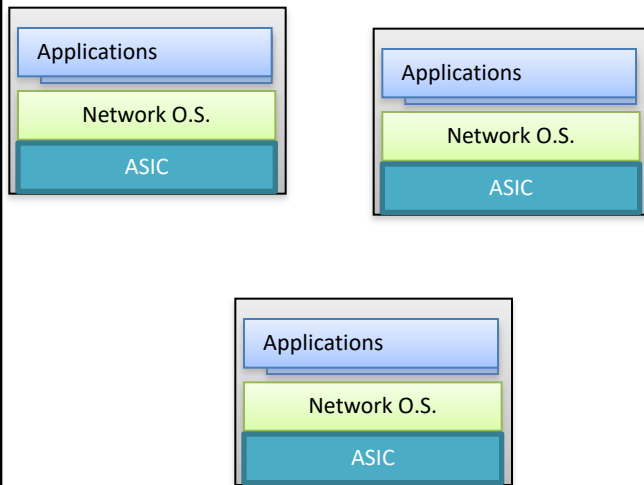 Applications
Network O.S.
ASIC
Applications
Network O.S.
ASIC
Applications
Network O.S.
ASIC